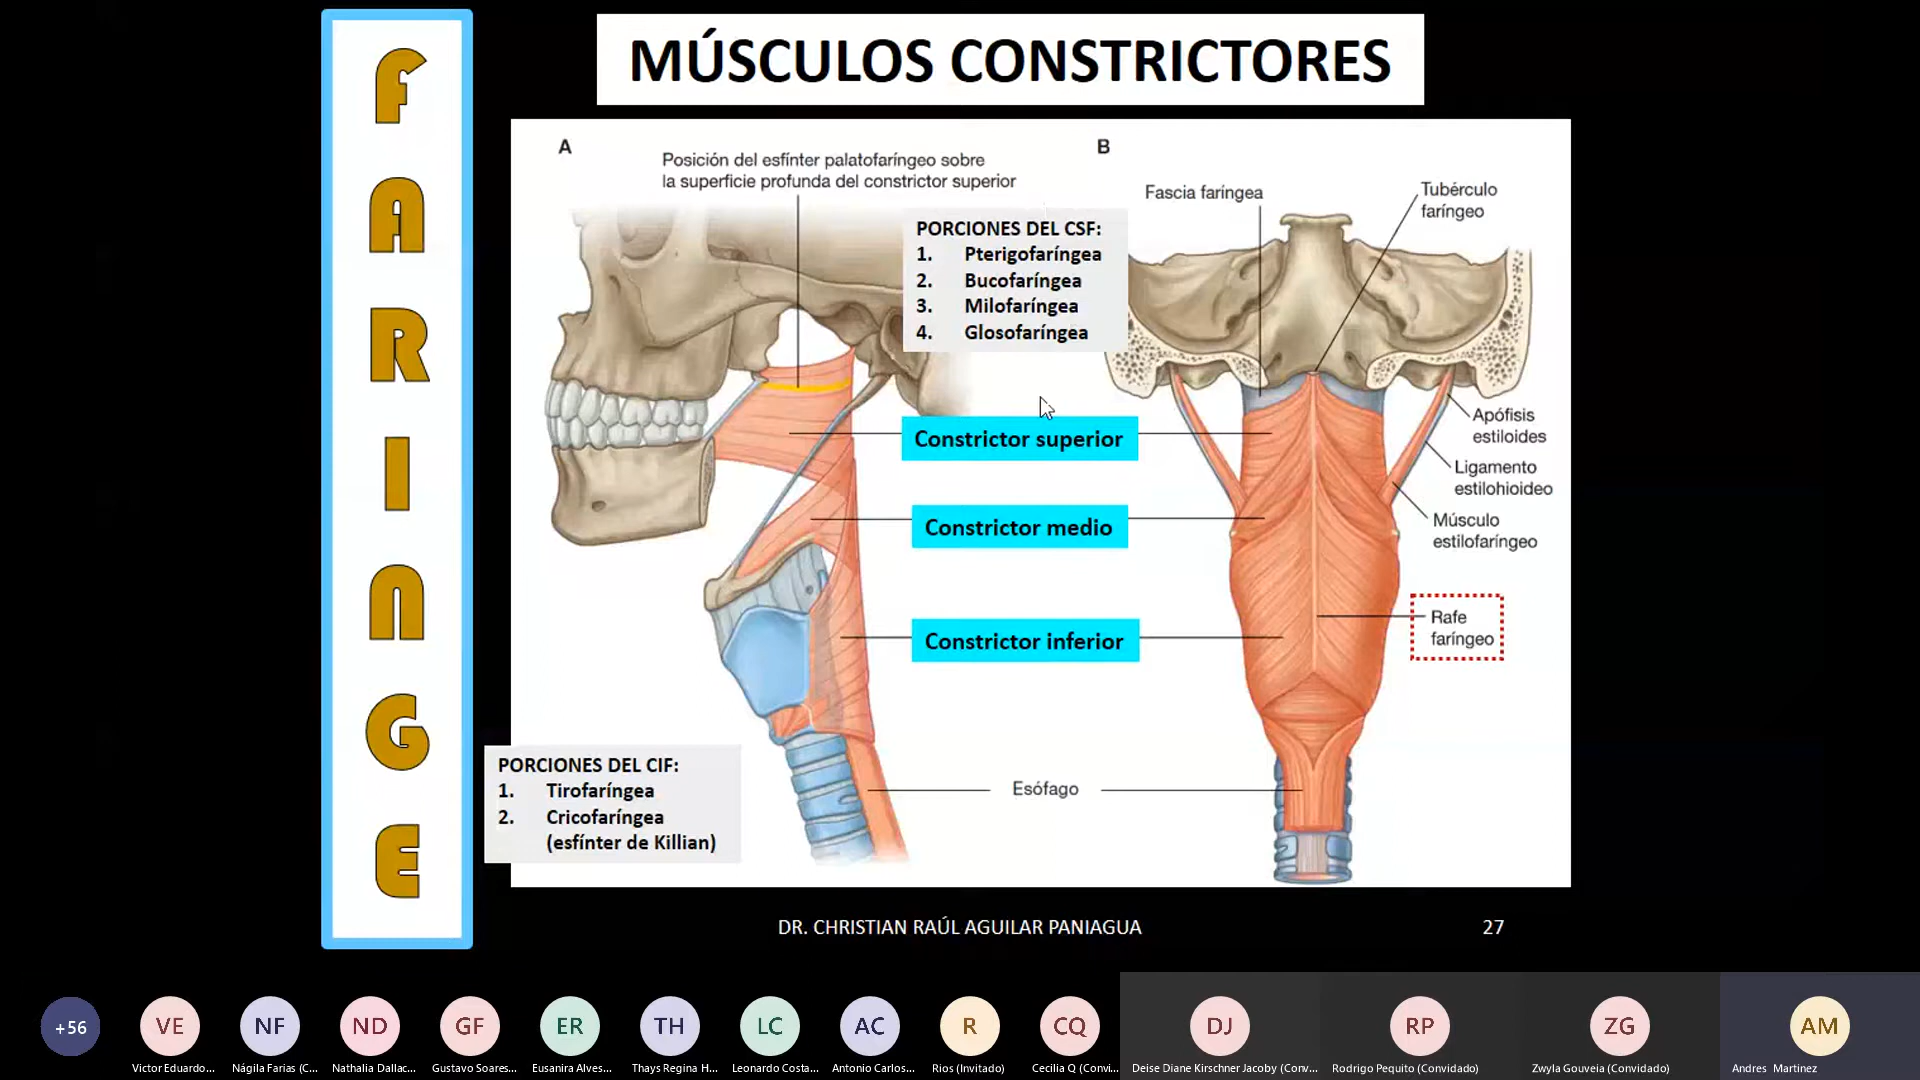 FARINGE
MÚSCULOS CONSTRICTORES
A
Posición del esfínter palatofaríngeo sobre
la superficie profunda del constrictor superior
B
Fascia faríngea
Tubérculo
faríngeo
PORCIONES DEL CSF:
1. Pterigofaríngea
2. Bucofaríngea
3. Milofaríngea
4. Glosofaríngea
Constrictor superior
Apófisis
estiloides
Ligamento
estilohioideo
Constrictor medio
Músculo
estilofaríngeo
Constrictor inferior
Rafe
faríngeo
PORCIONES DEL CIF:
1. Tirofaríngea
2. Cricofaríngea
(esfínter de Killian)
Esófago
DR. CHRISTIAN RAÚL AGUILAR PANIAGUA
27
+56
VE
NF
ND
GF
ER
TH
LC
AC
R
CQ
DJ
RP
ZG
AM
Victor Eduardo...
Nágila Farias (C...
Nathalia Dallac...
Gustavo Soares...
Eusanira Alves...
Thays Regina H...
Leonardo Costa...
Antonio Carlos...
Rios (Invitado)
Cecilia Q (Convi...
Deise Diane Kirschner Jacoby (Conv...
Rodrigo Pequito (Convidado)
Zwyla Gouveia (Convidado)
Andres Martinez